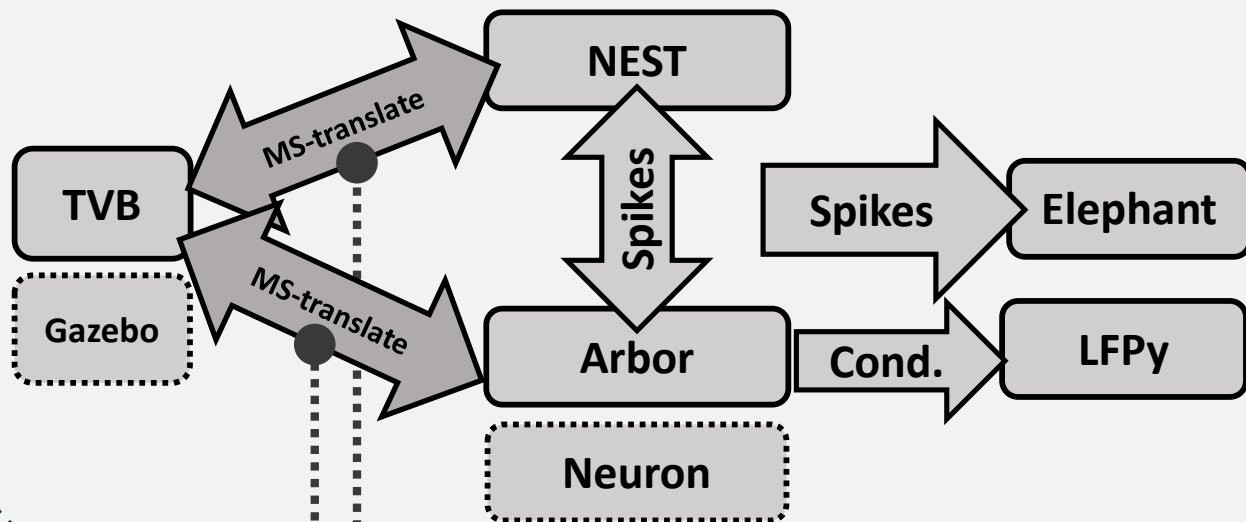 NEST
MS-translate
TVB
Spikes
Spikes
Elephant
Gazebo
MS-translate
Arbor
Cond.
LFPy
Neuron